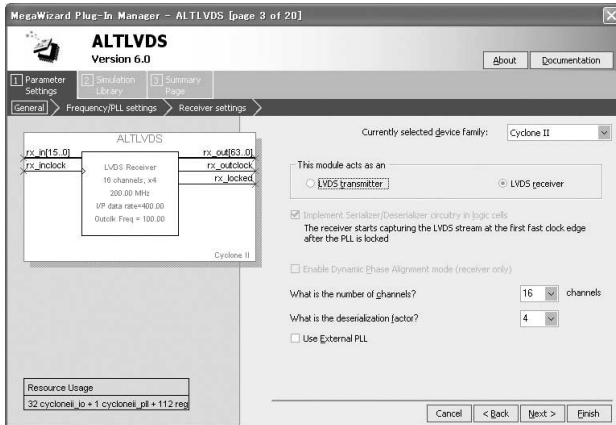 MegaWizard Plug-In Manager - ALTLVDS [page 3 of 20]
ALTLVDS
Version 6.0
About
Documentation
1 Parameter Settings
2 Simulation Library
3 Summary Page
General
Frequency/PLL settings
Receiver settings
ALTLVDS
rx_in[15..0]
rx_inclock
rx_out[63..0]
rx_outclock
rx_locked
LVDS Receiver
16 channels, x4
200.00 MHz
I/P data rate=400.00
Outclk Freq = 100.00
Cyclone II
Currently selected device family:
Cyclone II
This module acts as an
LVDS transmitter
LVDS receiver
Implement Serializer/Deserializer circuitry in logic cells
The receiver starts capturing the LVDS stream at the first fast clock edge
after the PLL is locked
Enable Dynamic Phase Alignment mode (receiver only)
What is the number of channels?
16
channels
What is the deserialization factor?
4
Use External PLL
Resource Usage
32 cycloneii_io + 1 cycloneii_pll + 112 reg
Cancel
< Back
Next >
Finish